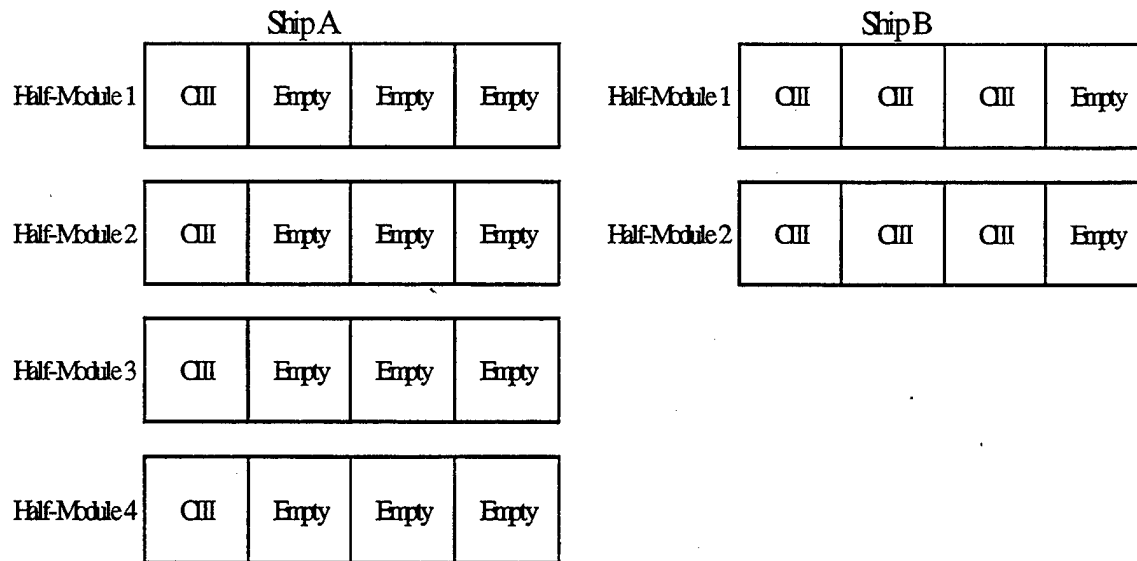 Ship A Ship B
Half-Module 1 CIII Empty Empty Empty Half-Module 1 CIII CIII CIII Empty
Half-Module 2 CIII Empty Empty Empty Half-Module 2 CIII CIII CIII Empty
Half-Module 3 CIII Empty Empty Empty
Half-Module 4 CIII Empty Empty Empty